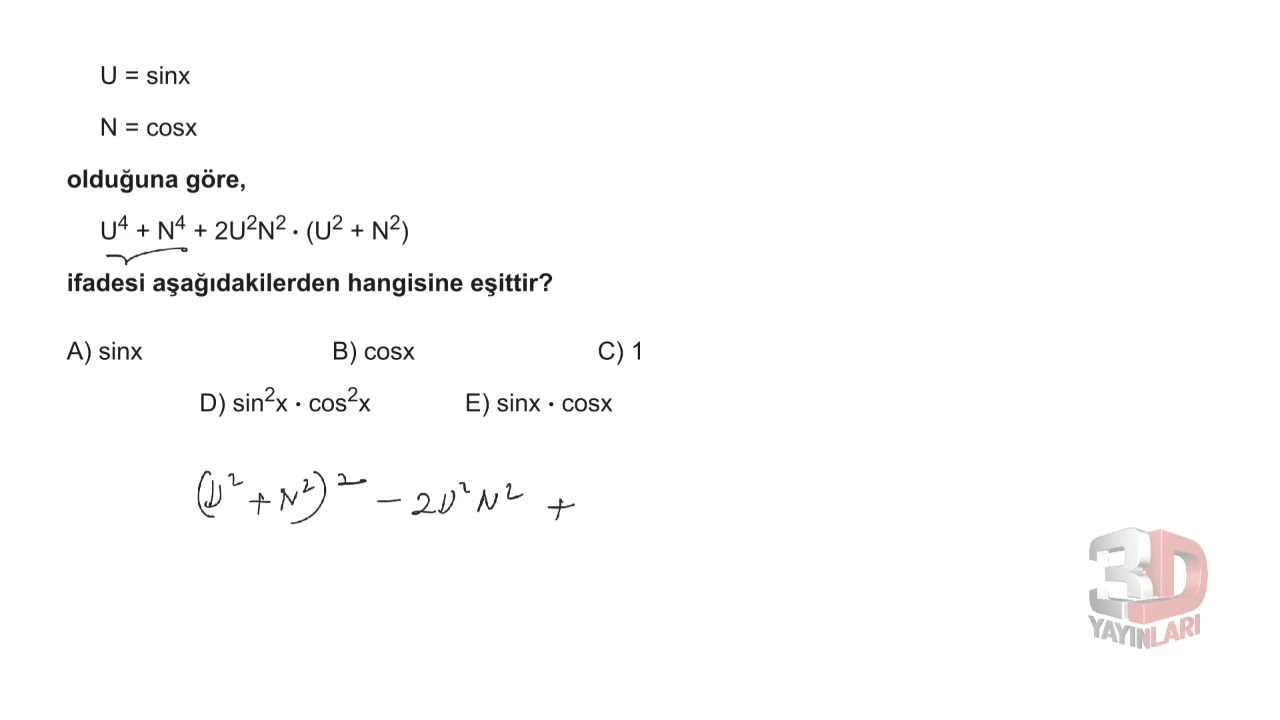 U = sinx
N = cosx
olduğuna göre,
U⁴ + N⁴ + 2U²N² · (U² + N²)
ifadesi aşağıdakilerden hangisine eşittir?
A) sinx B) cosx C) 1
D) sin²x · cos²x E) sinx · cosx
(U² + N²)² − 2U²N² +
3D
YAYINLARI